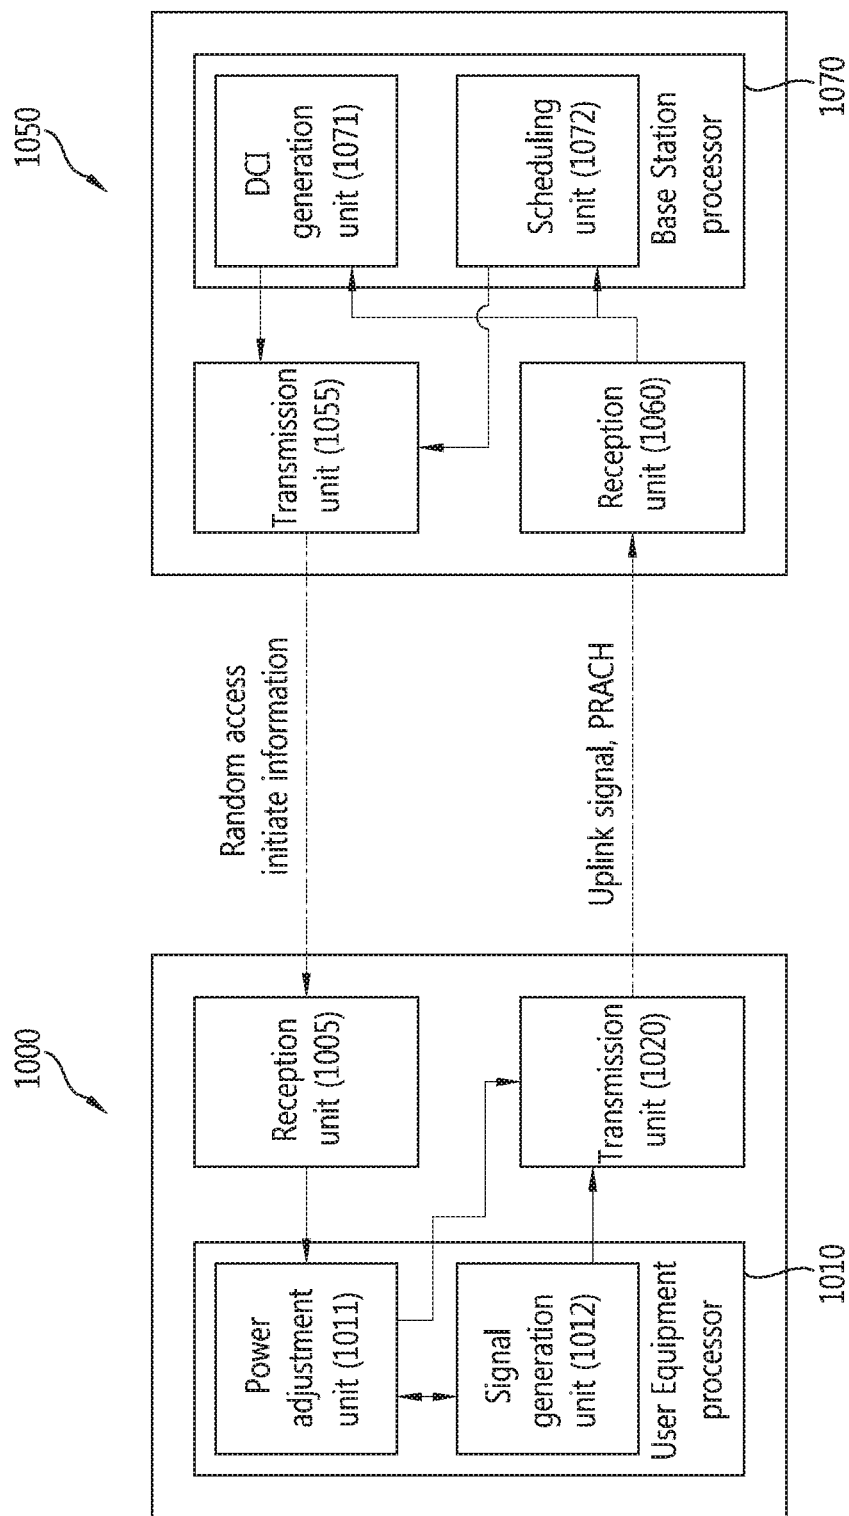 1000
Power
adjustment
unit (1011)
Signal
generation
unit (1012)
User Equipment
processor
1010
Reception
unit (1005)
Transmission
unit (1020)
Random access
initiate information
Uplink signal, PRACH
1050
Transmission
unit (1055)
Reception
unit (1060)
DCI
generation
unit (1071)
Scheduling
unit (1072)
Base Station
processor
1070